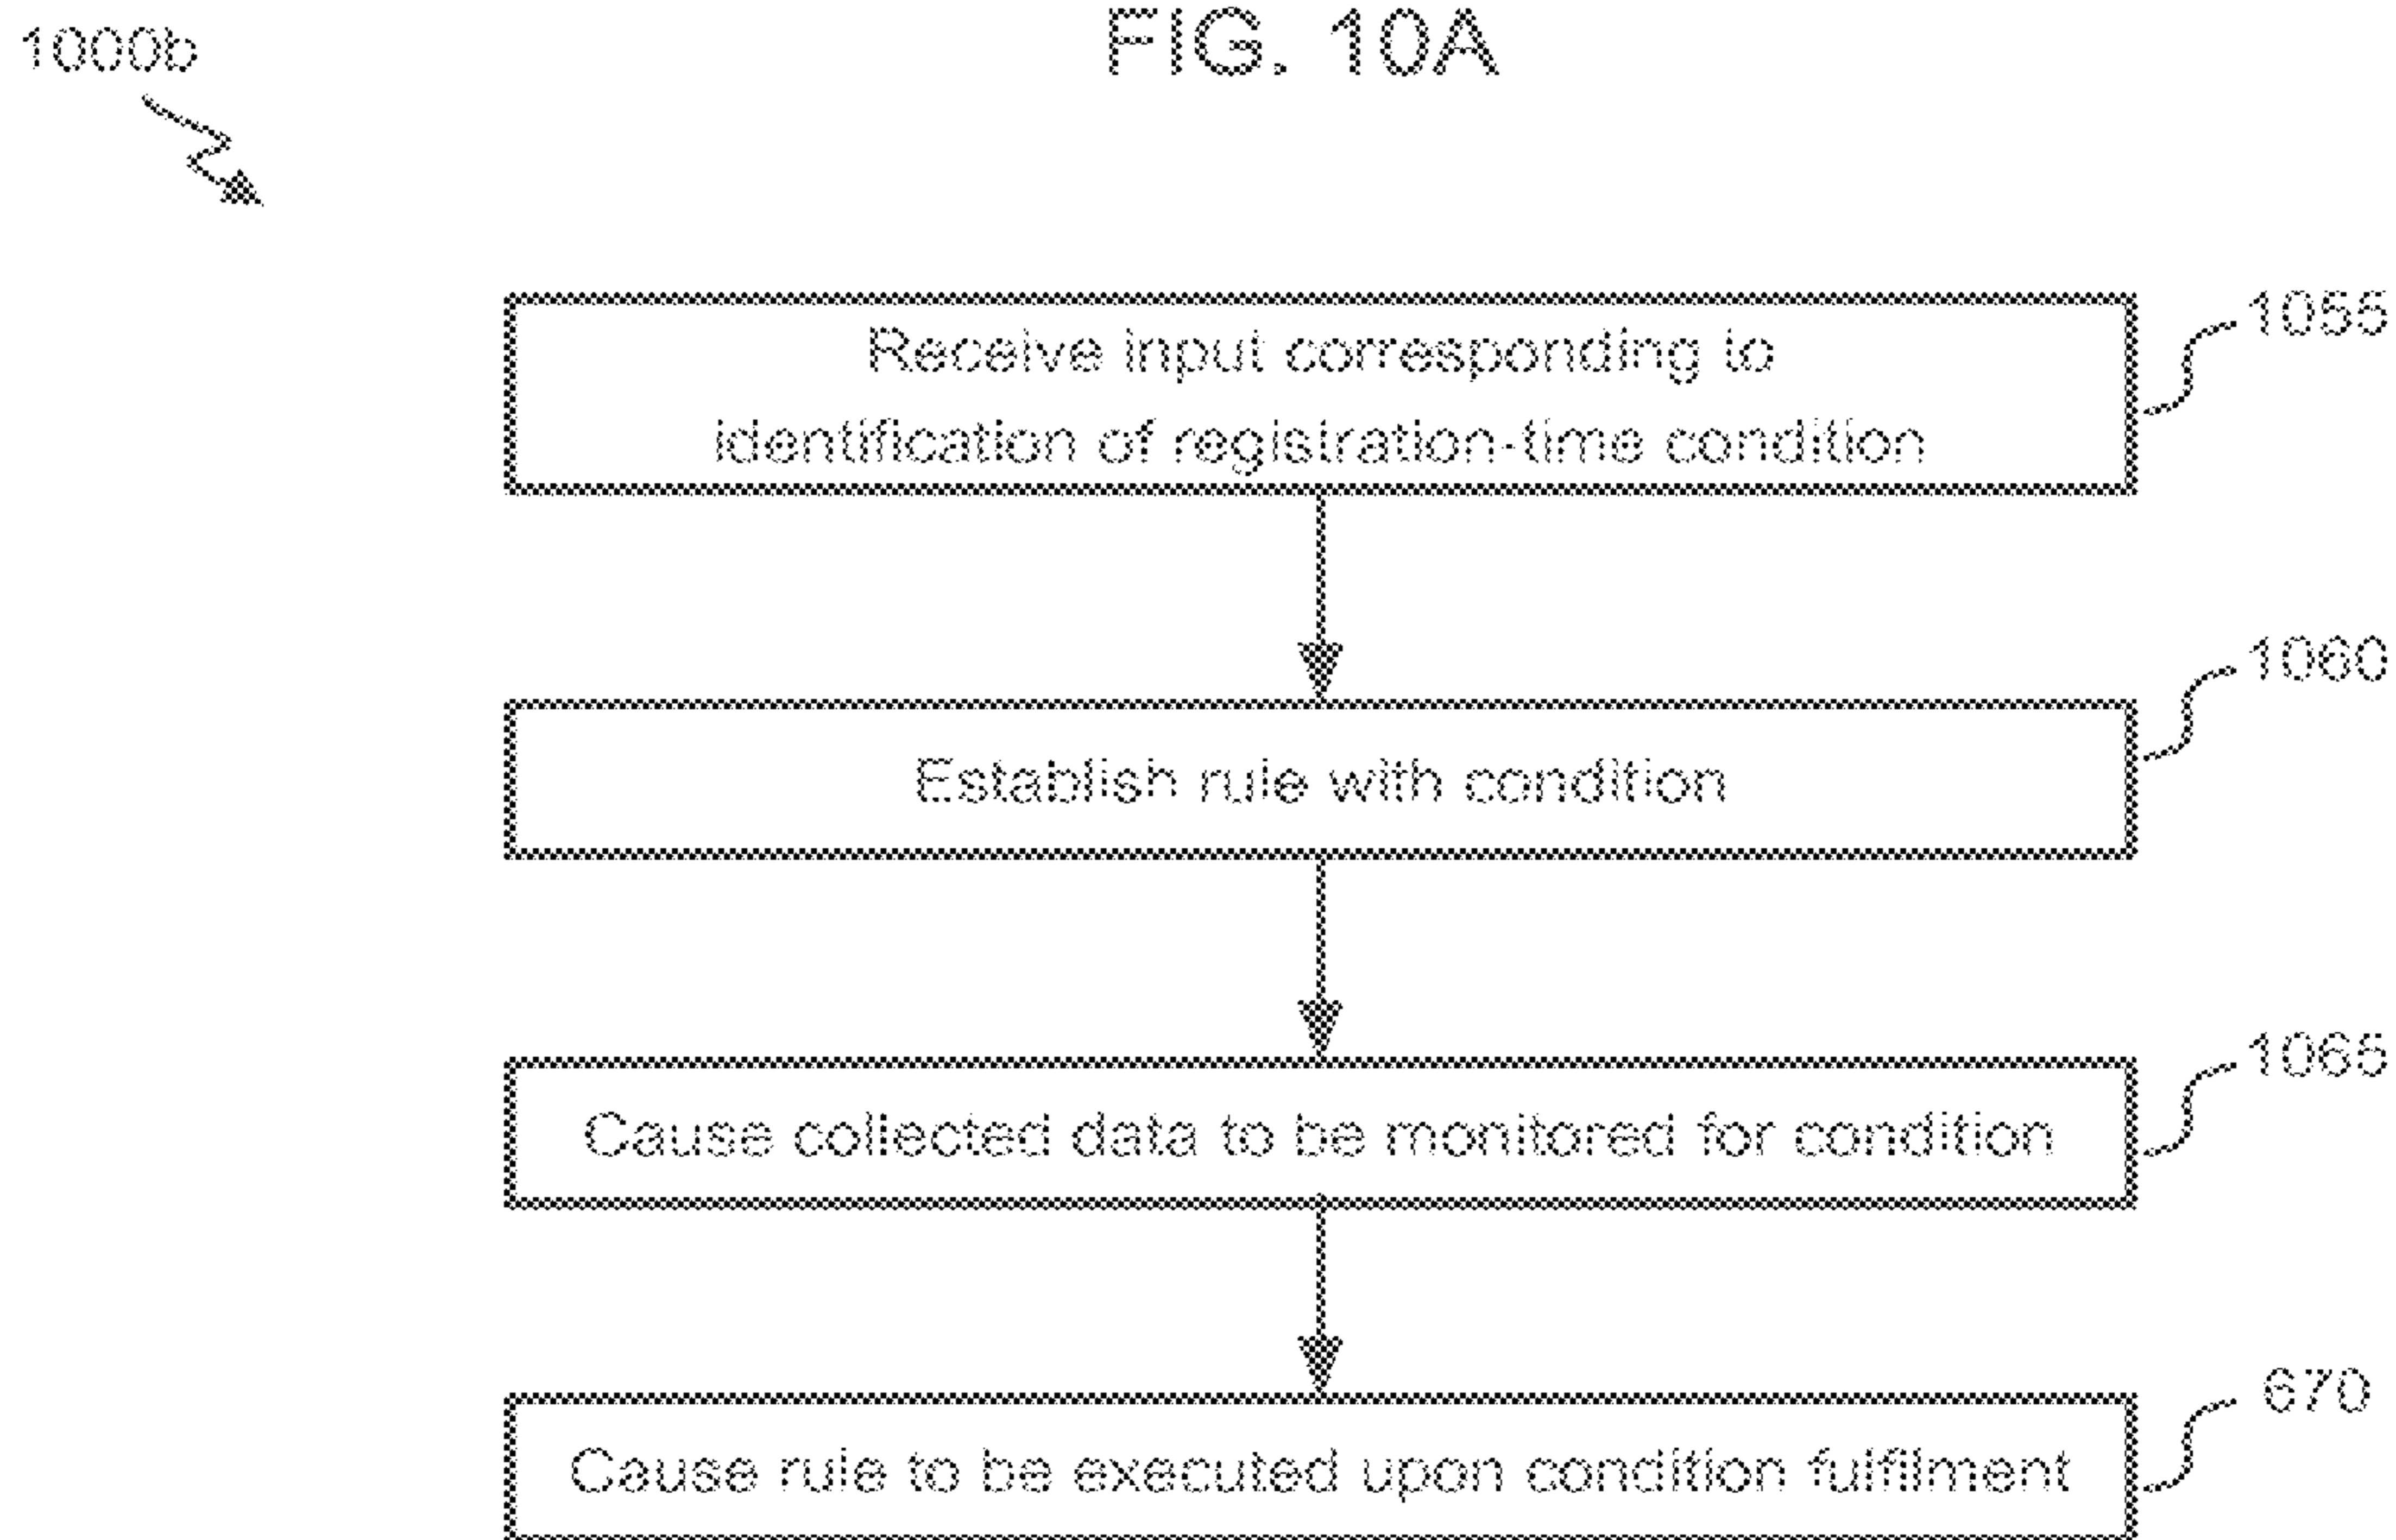 FIG. 10A
1000b
Receive input corresponding to
identification of registration-time condition
1055
Establish rule with condition
1060
Cause collected data to be monitored for condition
1065
Cause rule to be executed upon condition fulfilment
670